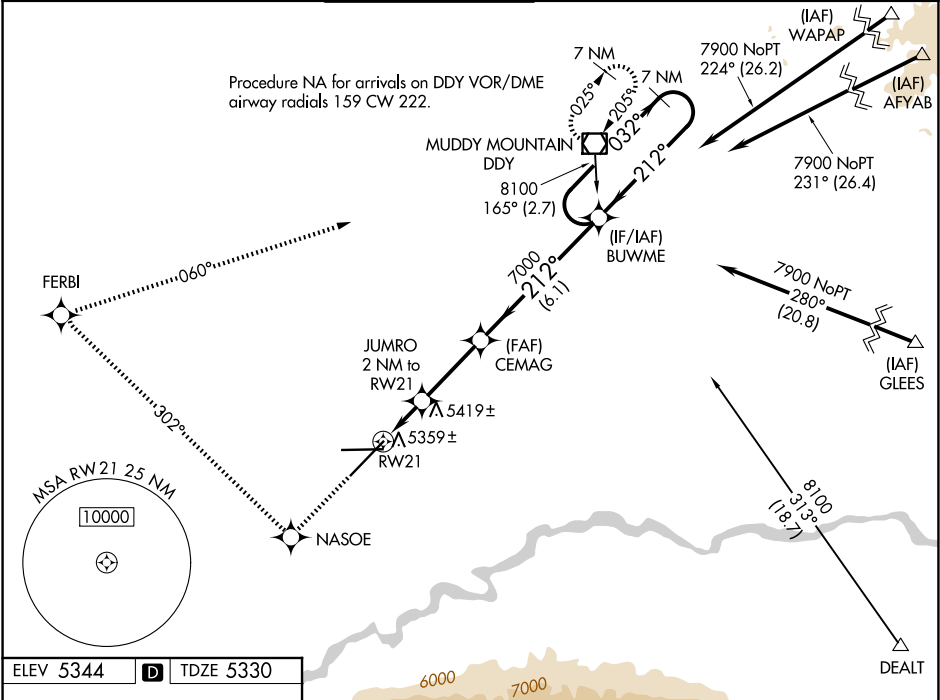 (IAF)
WAPAP
7900 NoPT
224° (26.2)
(IAF)
AFYAB
7900 NoPT
231° (26.4)
Procedure NA for arrivals on DDY VOR/DME
airway radials 159 CW 222.
7 NM
7 NM
025°
205°
032°
212°
MUDDY MOUNTAIN
DDY
8100
165° (2.7)
(IF/IAF)
BUWME
7000
212°
(6.1)
7900 NoPT
280°
(20.8)
(IAF)
GLEES
FERBI
060°
JUMRO
2 NM to
RW21
(FAF)
CEMAG
5419±
5359±
RW21
302°
NASOE
MSA RW21 25 NM
10000
8100
313°
(18.7)
DEALT
ELEV 5344 D TDZE 5330
6000
7000